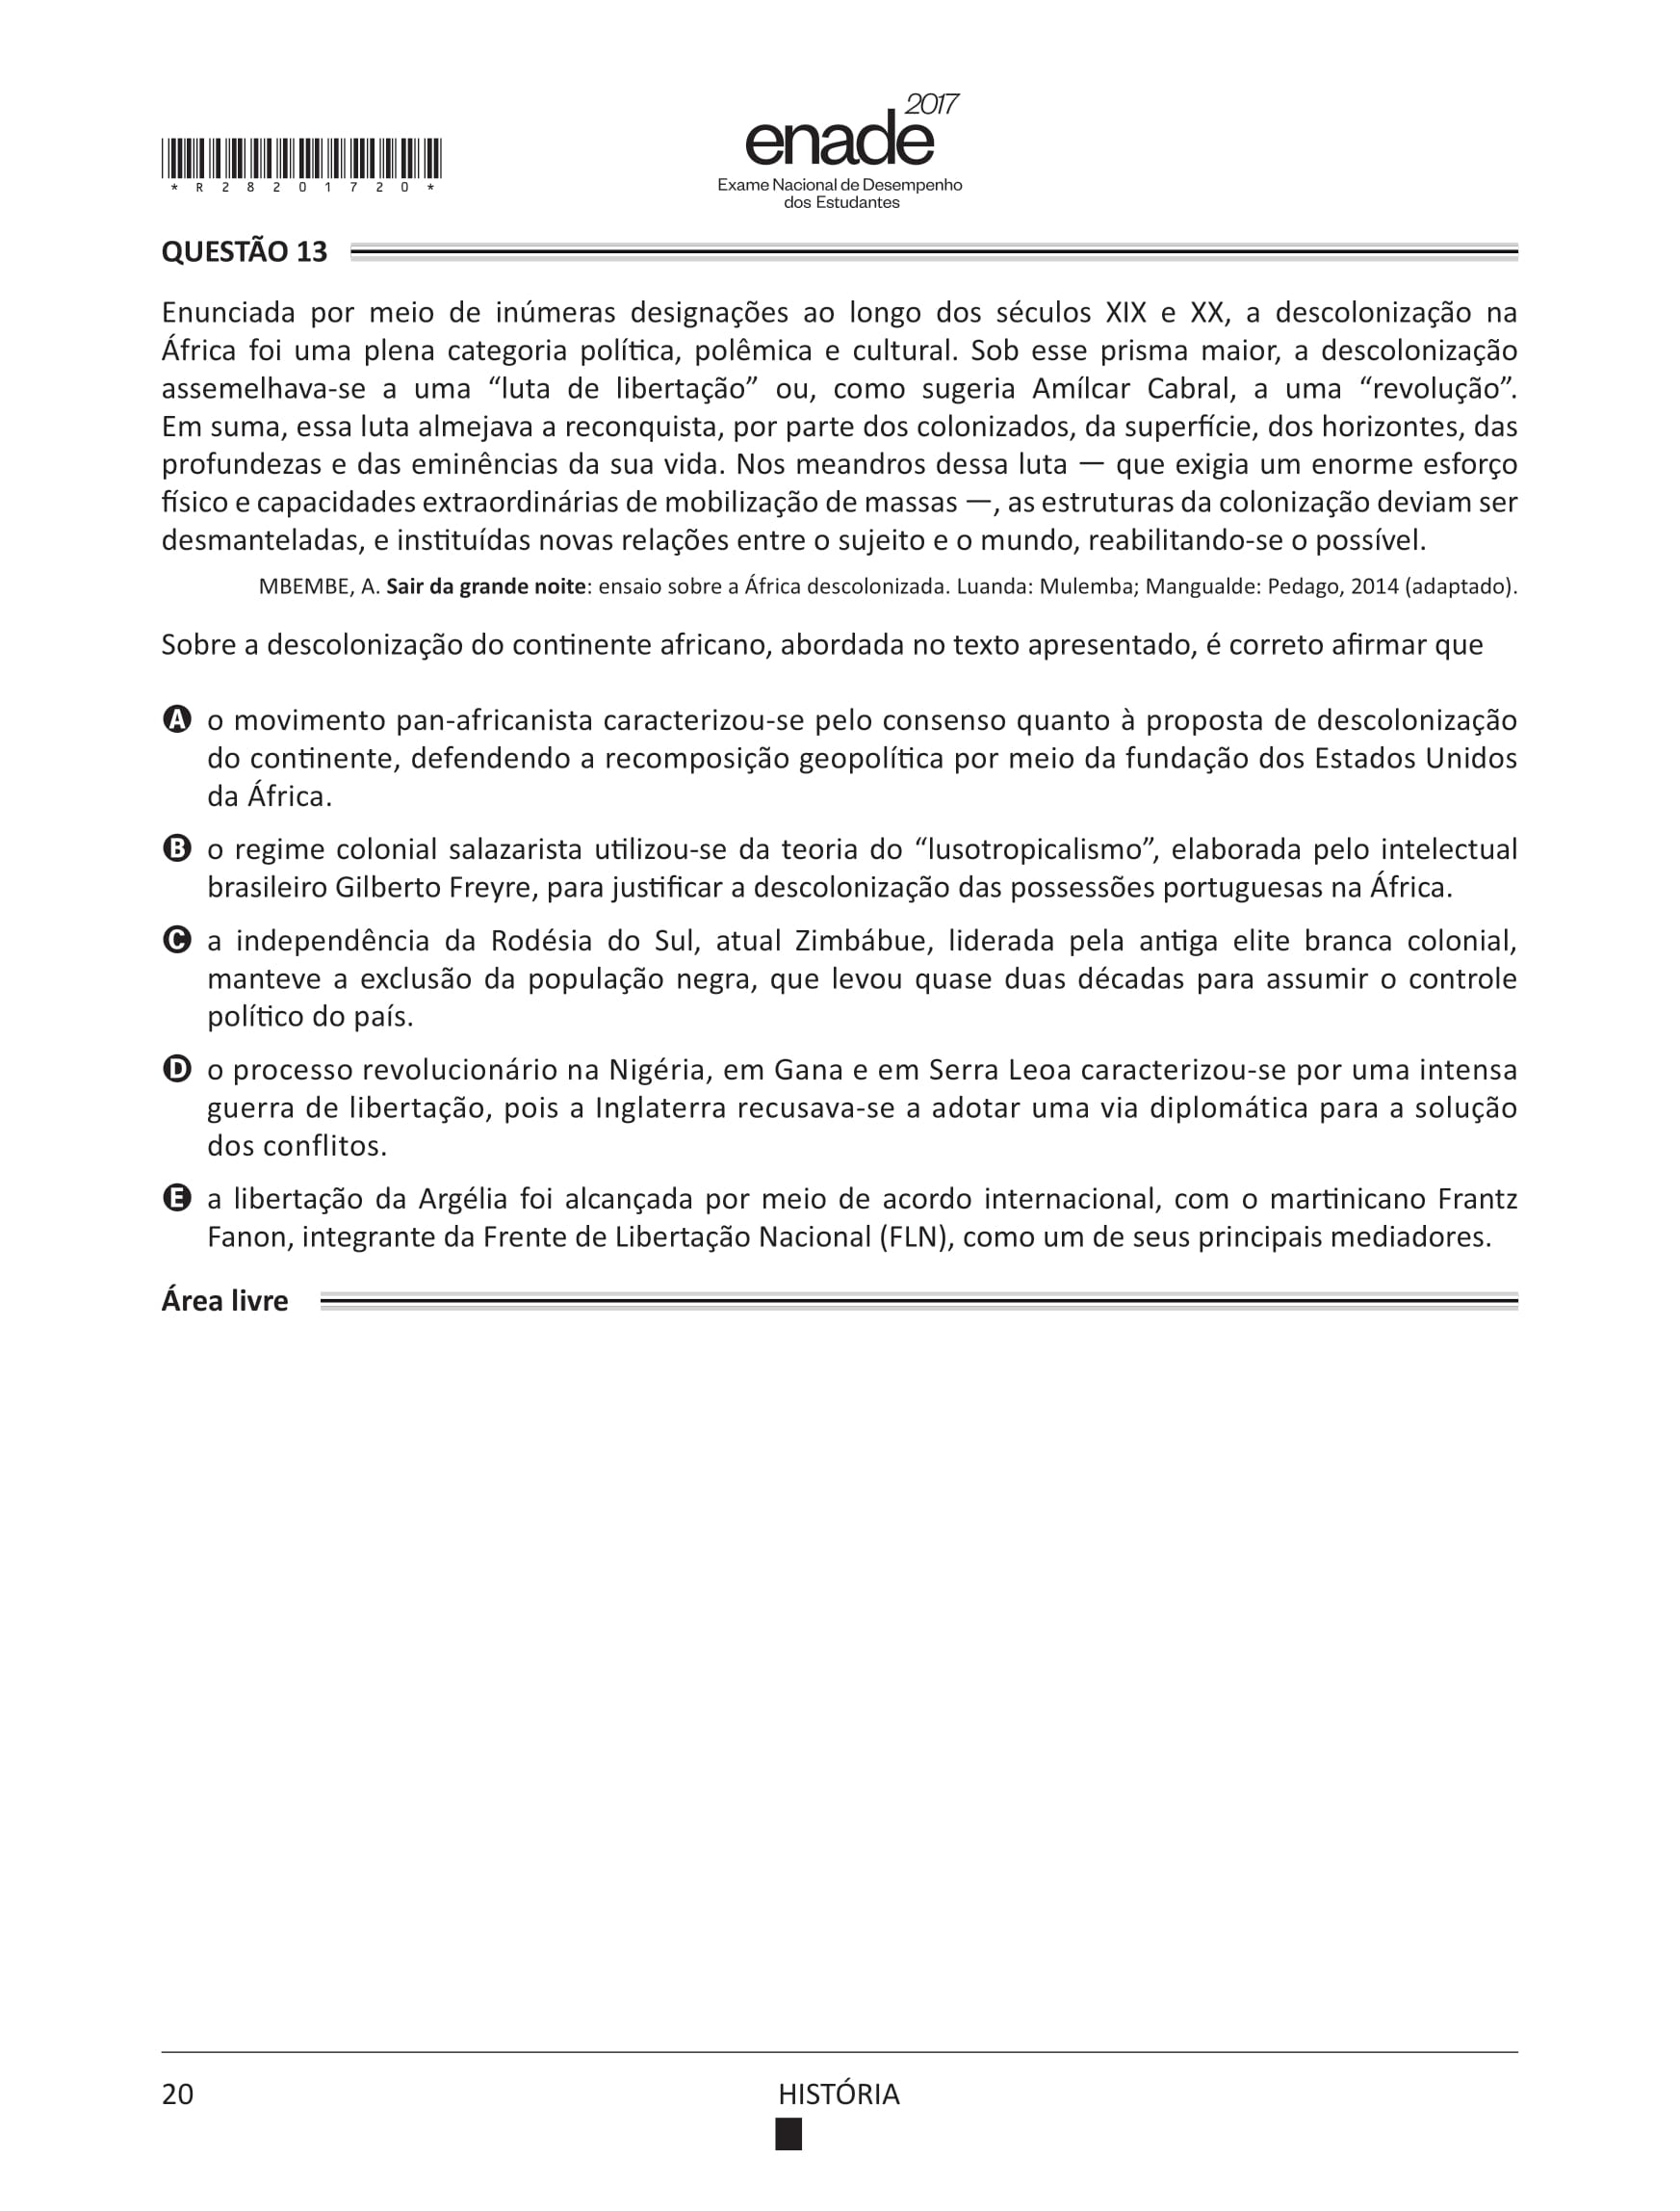 2017
enade
Exame Nacional de Desempenho
dos Estudantes
* R 2 8 2 0 1 7 2 0 *
QUESTÃO 13
Enunciada por meio de inúmeras designações ao longo dos séculos XIX e XX, a descolonização na
África foi uma plena categoria política, polêmica e cultural. Sob esse prisma maior, a descolonização
assemelhava-se a uma “luta de libertação” ou, como sugeria Amílcar Cabral, a uma “revolução”.
Em suma, essa luta almejava a reconquista, por parte dos colonizados, da superfície, dos horizontes, das
profundezas e das eminências da sua vida. Nos meandros dessa luta — que exigia um enorme esforço
físico e capacidades extraordinárias de mobilização de massas —, as estruturas da colonização deviam ser
desmanteladas, e instituídas novas relações entre o sujeito e o mundo, reabilitando-se o possível.
MBEMBE, A. Sair da grande noite: ensaio sobre a África descolonizada. Luanda: Mulemba; Mangualde: Pedago, 2014 (adaptado).
Sobre a descolonização do continente africano, abordada no texto apresentado, é correto afirmar que
A o movimento pan-africanista caracterizou-se pelo consenso quanto à proposta de descolonização
do continente, defendendo a recomposição geopolítica por meio da fundação dos Estados Unidos
da África.
B o regime colonial salazarista utilizou-se da teoria do “lusotropicalismo”, elaborada pelo intelectual
brasileiro Gilberto Freyre, para justificar a descolonização das possessões portuguesas na África.
C a independência da Rodésia do Sul, atual Zimbábue, liderada pela antiga elite branca colonial,
manteve a exclusão da população negra, que levou quase duas décadas para assumir o controle
político do país.
D o processo revolucionário na Nigéria, em Gana e em Serra Leoa caracterizou-se por uma intensa
guerra de libertação, pois a Inglaterra recusava-se a adotar uma via diplomática para a solução
dos conflitos.
E a libertação da Argélia foi alcançada por meio de acordo internacional, com o martinicano Frantz
Fanon, integrante da Frente de Libertação Nacional (FLN), como um de seus principais mediadores.
Área livre
20
HISTÓRIA